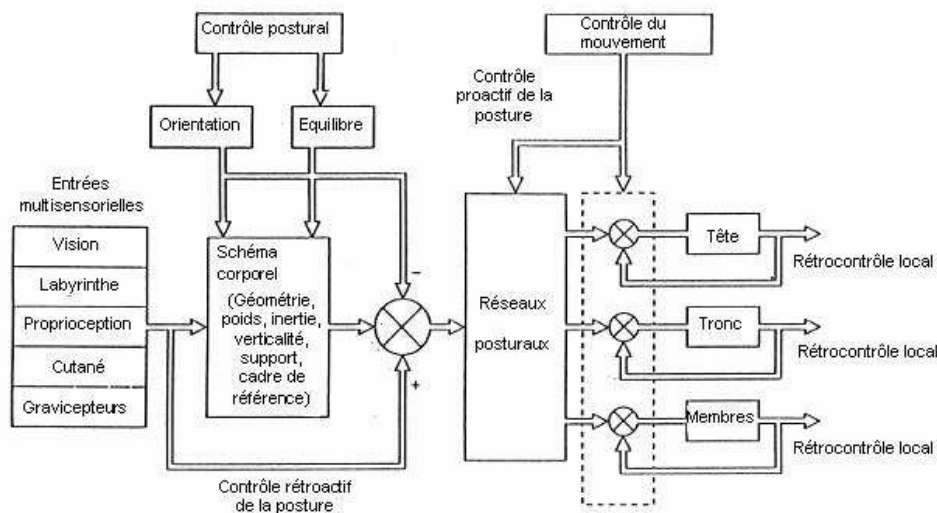 Contrôle postural
Contrôle du
mouvement
Contrôle
proactif de la
posture
Orientation
Equilibre
Entrées
multisensorielles
Vision
Labyrinthe
Proprioception
Cutané
Gravicepteurs
Schéma
corporel
(Géométrie,
poids, inertie,
verticalité,
support,
cadre de
référence)
−
+
Contrôle rétroactif
de la posture
Réseaux
posturaux
Tête
Rétrocontrôle local
Tronc
Rétrocontrôle local
Membres
Rétrocontrôle local